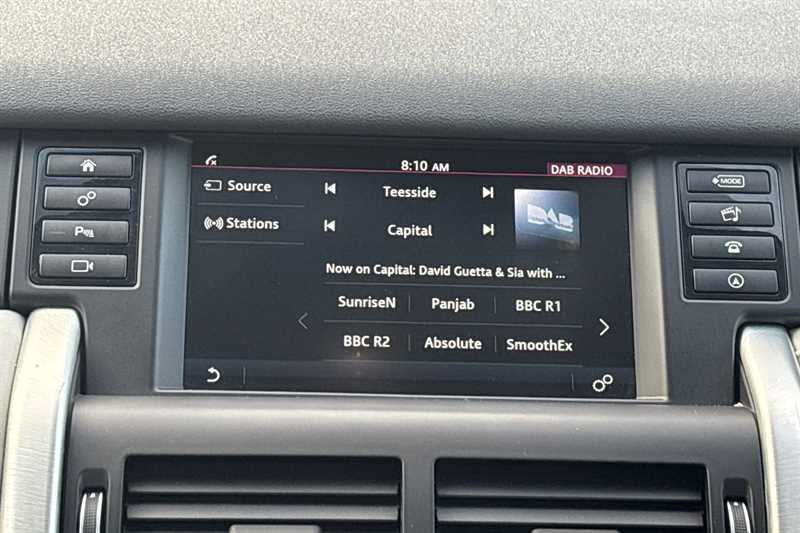 8:10 AM
DAB RADIO
Source
Teesside
Stations
Capital
DAB
Now on Capital: David Guetta & Sia with ...
SunriseN
Panjab
BBC R1
BBC R2
Absolute
SmoothEx
P
MODE
A